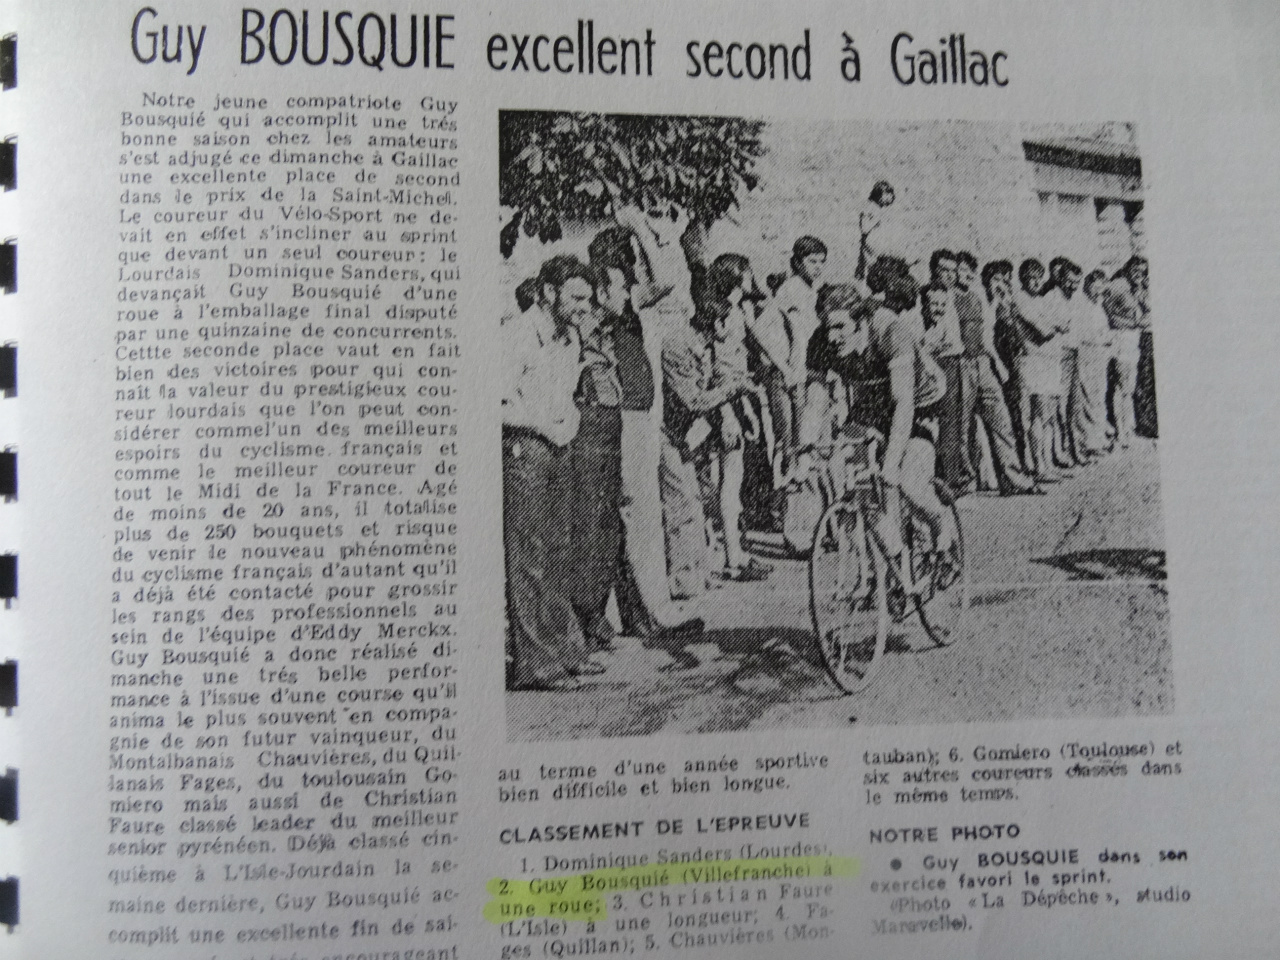 Guy BOUSQUIE excellent second à Gaillac
Notre jeune compatriote Guy
Bousquié qui accomplit une trés
bonne saison chez les amateurs
s'est adjugé ce dimanche à Gaillac
une excellente place de second
dans le prix de la Saint-Michel.
Le coureur du Vélo-Sport ne de-
vait en effet s'incliner au sprint
que devant un seul coureur : le
Lourdais Dominique Sanders, qui
devançait Guy Bousquié d'une
roue à l'emballage final disputé
par une quinzaine de concurrents.
Cettte seconde place vaut en fait
bien des victoires pour qui con-
naît la valeur du prestigieux cou-
reur lourdais que l'on peut con-
sidérer comme l'un des meilleurs
espoirs du cyclisme français et
comme le meilleur coureur de
tout le Midi de la France. Agé
de moins de 20 ans, il totalise
plus de 250 bouquets et risque
de venir le nouveau phénomène
du cyclisme français d'autant qu'il
a déjà été contacté pour grossir
les rangs des professionnels au
sein de l'équipe d'Eddy Merckx.
Guy Bousquié a donc réalisé di-
manche une trés belle perfor-
mance à l'issue d'une course qu'il
anima le plus souvent en compa-
gnie de son futur vainqueur, du
Montalbanais Chauvières, du Quil-
lanais Fages, du toulousain Go-
miero mais aussi de Christian
Faure classé leader du meilleur
senior pyrénéen. Déjà classé cin-
quième à L'Isle-Jourdain la se-
maine dernière, Guy Bousquié ac-
complit une excellente fin de sai-
encourageant
au terme d'une année sportive
bien difficile et bien longue.
CLASSEMENT DE L'EPREUVE
1. Dominique Sanders (Lourdes),
2. Guy Bousquié (Villefranche) à
une roue; 3. Christian Faure
(L'Isle) à une longueur; 4. Fa-
ges (Quillan); 5. Chauvières (Mon-
tauban); 6. Gomiero (Toulouse) et
six autres coureurs classés dans
le même temps.
NOTRE PHOTO
● Guy BOUSQUIE dans son
exercice favori le sprint.
(Photo « La Dépêche », studio
Maravelle).